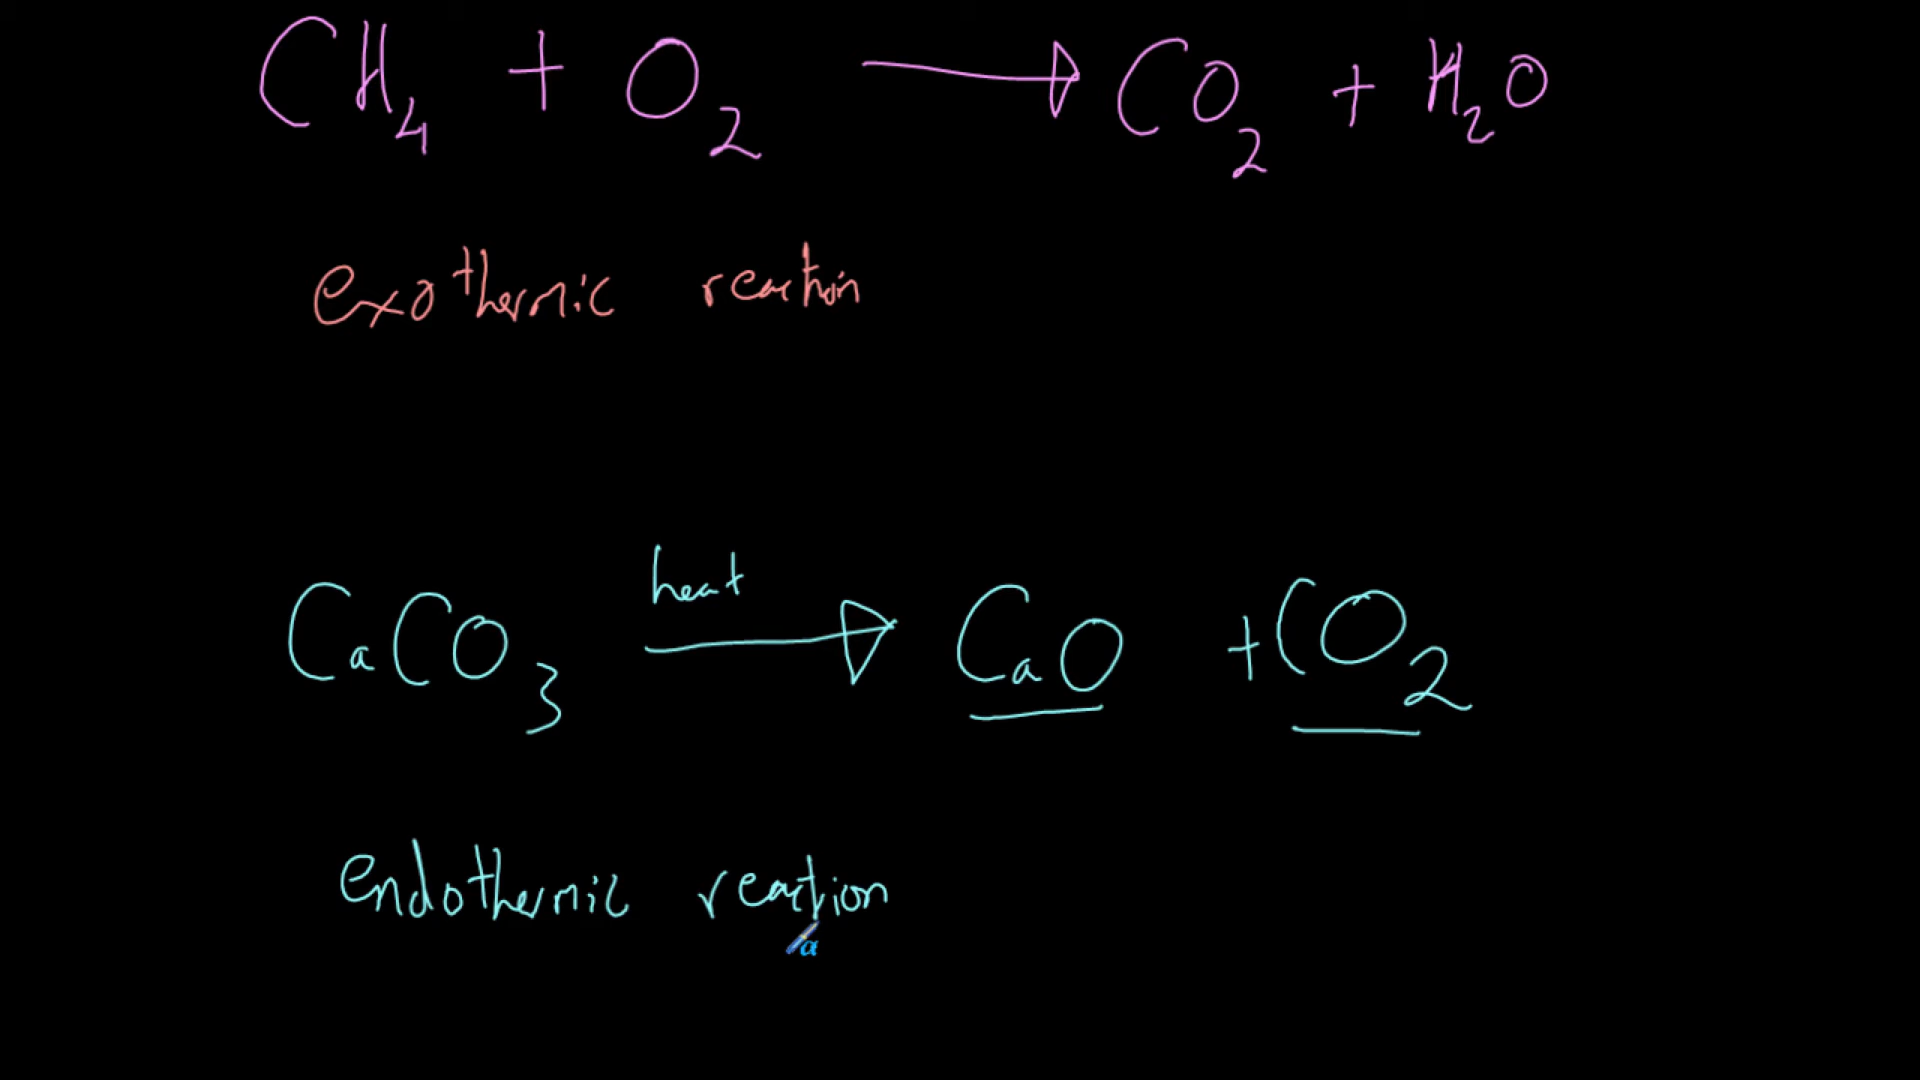 CH₄ + O₂ → CO₂ + H₂O
exothermic reaction
heat
CaCO₃ → CaO + CO₂
endothermic reaction
a